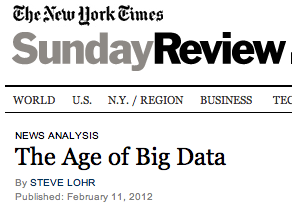 The New York Times
SundayReview
WORLD U.S. N.Y. / REGION BUSINESS
NEWS ANALYSIS
The Age of Big Data
By STEVE LOHR
Published: February 11, 2012